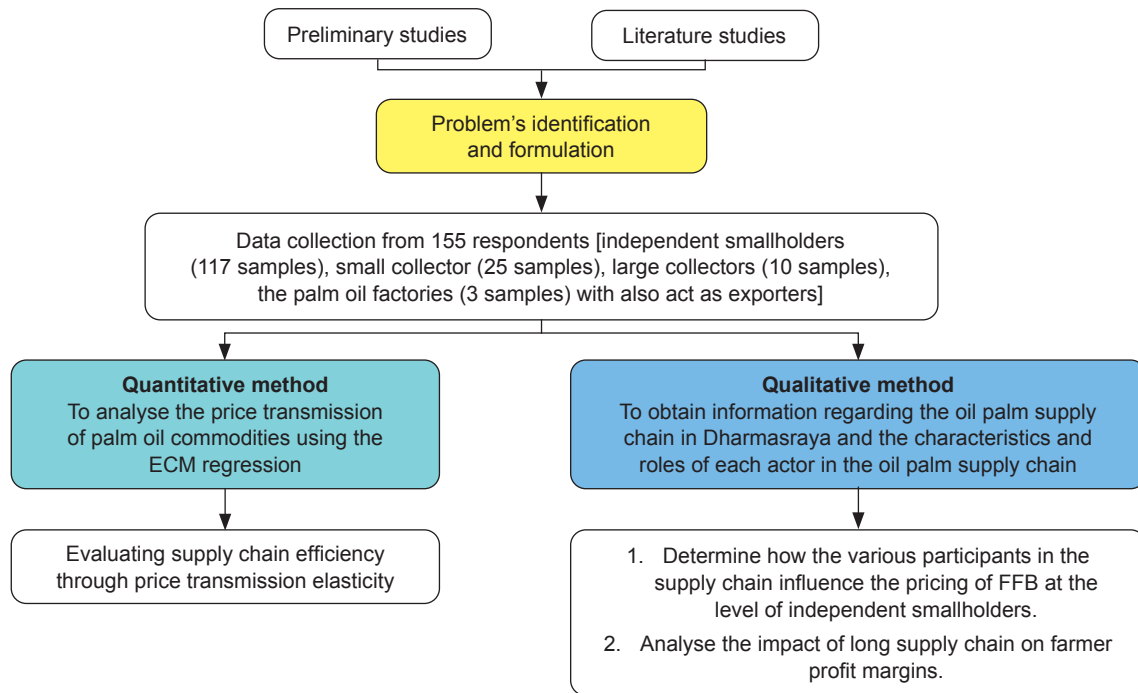 Preliminary studies
Literature studies
Problem's identification
and formulation
Data collection from 155 respondents [independent smallholders
(117 samples), small collector (25 samples), large collectors (10 samples),
the palm oil factories (3 samples) with also act as exporters]
Quantitative method
To analyse the price transmission
of palm oil commodities using the
ECM regression
Qualitative method
To obtain information regarding the oil palm supply
chain in Dharmasraya and the characteristics and
roles of each actor in the oil palm supply chain
Evaluating supply chain efficiency
through price transmission elasticity
1. Determine how the various participants in the
supply chain influence the pricing of FFB at the
level of independent smallholders.
2. Analyse the impact of long supply chain on farmer
profit margins.